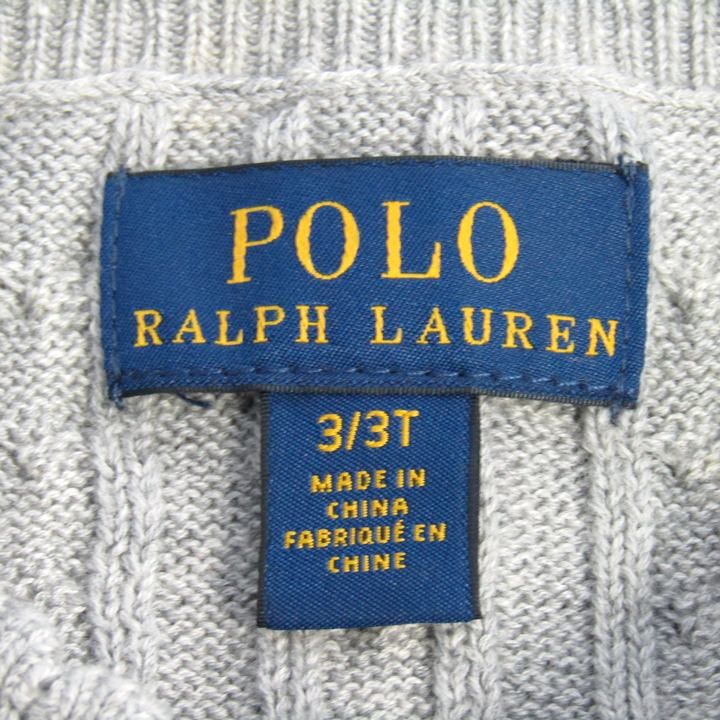 POLO
RALPH LAUREN
3/3T
MADE IN
CHINA
FABRIQUÉ EN
CHINE